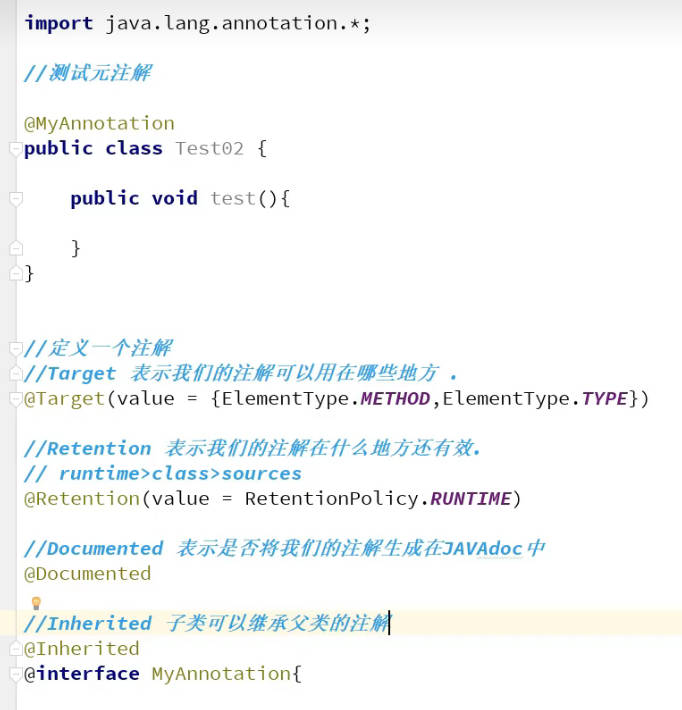 import java.lang.annotation.*;
//测试元注解
@MyAnnotation
public class Test02 {
public void test(){
}
}
//定义一个注解
//Target 表示我们的注解可以用在哪些地方 .
@Target(value = {ElementType.METHOD,ElementType.TYPE})
//Retention 表示我们的注解在什么地方还有效.
// runtime>class>sources
@Retention(value = RetentionPolicy.RUNTIME)
//Documented 表示是否将我们的注解生成在JAVAdoc中
@Documented
//Inherited 子类可以继承父类的注解
@Inherited
@interface MyAnnotation{